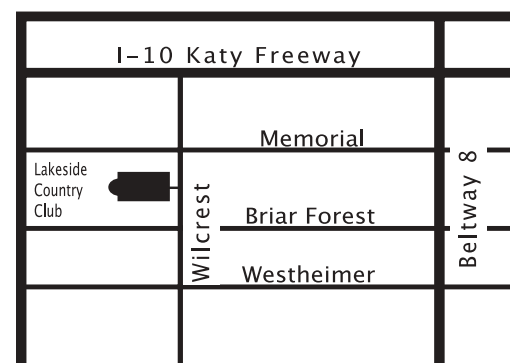 I-10 Katy Freeway
Memorial
Lakeside
Country
Club
Wilcrest
Briar Forest
Beltway 8
Westheimer